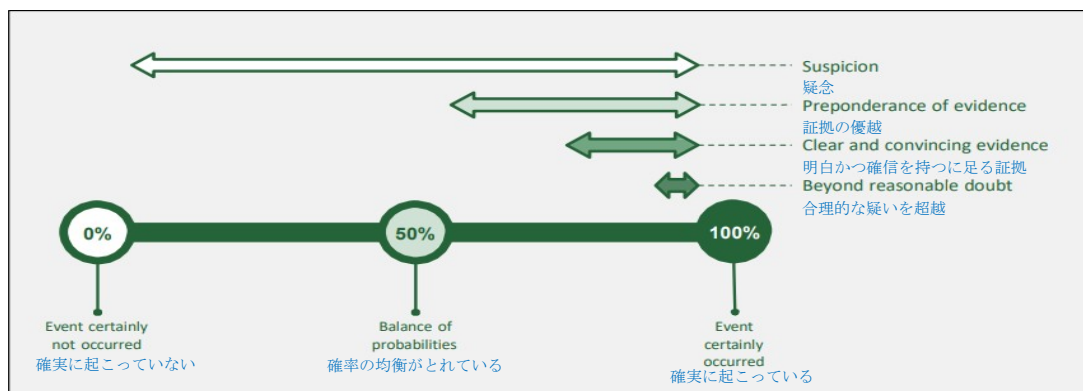 Suspicion
疑念
Preponderance of evidence
証拠の優越
Clear and convincing evidence
明白かつ確信を持つに足る証拠
Beyond reasonable doubt
合理的な疑いを超越
0%
50%
100%
Event certainly
not occurred
確実に起こっていない
Balance of
probabilities
確率の均衡がとれている
Event
certainly
occurred
確実に起こっている